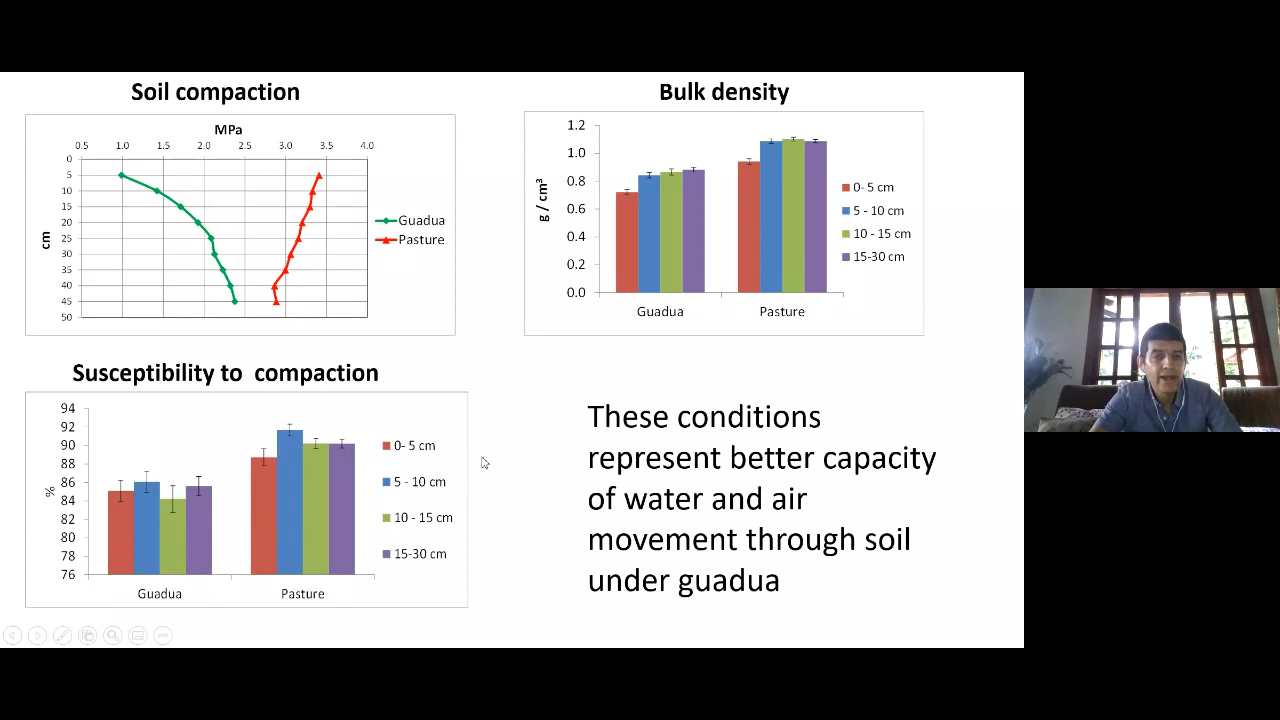 Soil compaction
MPa
0.5 1.0 1.5 2.0 2.5 3.0 3.5 4.0
0
5
10
15
20
25
30
35
40
45
50
cm
Guadua
Pasture
Bulk density
1.2
1.0
0.8
0.6
0.4
0.2
0.0
g / cm³
Guadua Pasture
0- 5 cm
5 - 10 cm
10 - 15 cm
15-30 cm
Susceptibility to compaction
94
92
90
88
86
84
82
80
78
76
%
Guadua Pasture
0- 5 cm
5 - 10 cm
10 - 15 cm
15-30 cm
These conditions
represent better capacity
of water and air
movement through soil
under guadua